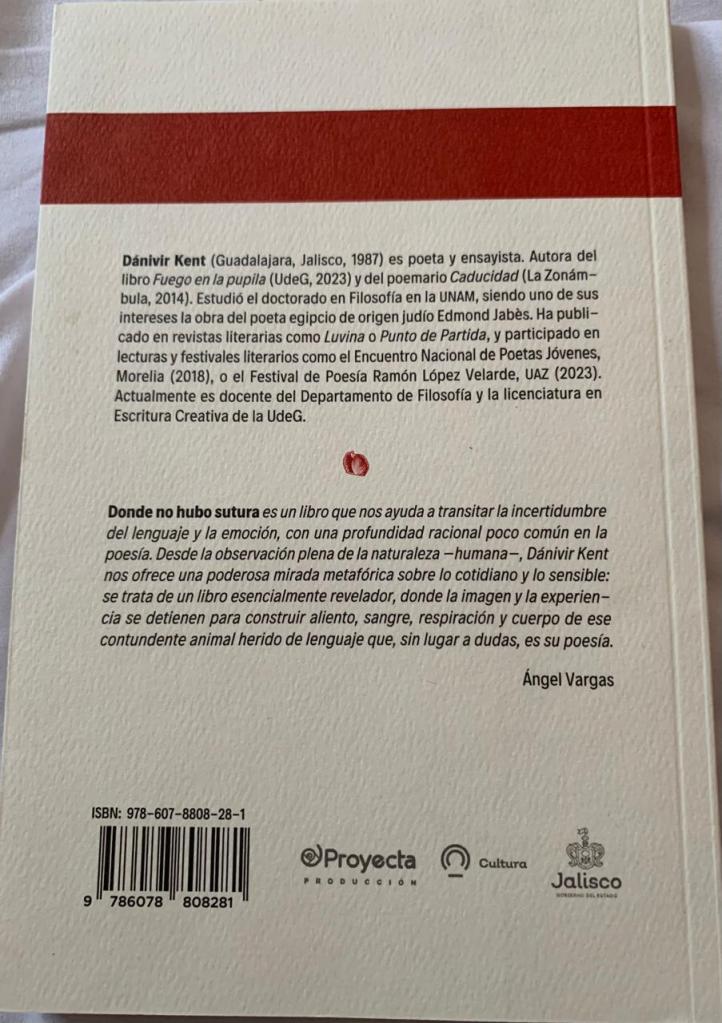 Dánivir Kent (Guadalajara, Jalisco, 1987) es poeta y ensayista. Autora del
libro Fuego en la pupila (UdeG, 2023) y del poemario Caducidad (La Zonám-
bula, 2014). Estudió el doctorado en Filosofía en la UNAM, siendo uno de sus
intereses la obra del poeta egipcio de origen judío Edmond Jabès. Ha publi-
cado en revistas literarias como Luvina o Punto de Partida, y participado en
lecturas y festivales literarios como el Encuentro Nacional de Poetas Jóvenes,
Morelia (2018), o el Festival de Poesía Ramón López Velarde, UAZ (2023).
Actualmente es docente del Departamento de Filosofía y la licenciatura en
Escritura Creativa de la UdeG.
Donde no hubo sutura es un libro que nos ayuda a transitar la incertidumbre
del lenguaje y la emoción, con una profundidad racional poco común en la
poesía. Desde la observación plena de la naturaleza —humana—, Dánivir Kent
nos ofrece una poderosa mirada metafórica sobre lo cotidiano y lo sensible:
se trata de un libro esencialmente revelador, donde la imagen y la experien-
cia se detienen para construir aliento, sangre, respiración y cuerpo de ese
contundente animal herido de lenguaje que, sin lugar a dudas, es su poesía.
Ángel Vargas
ISBN: 978-607-8808-28-1
9 786078 808281
Proyecta
PRODUCCIÓN
Cultura
Jalisco
GOBIERNO DEL ESTADO